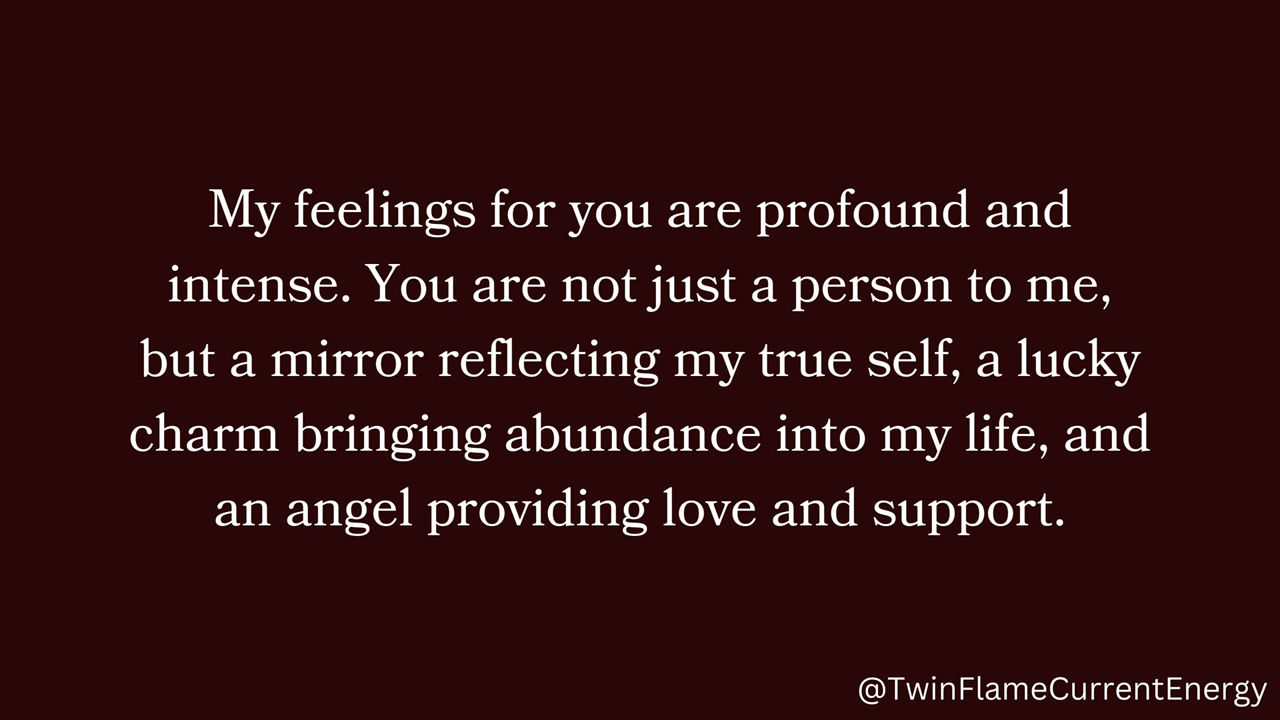 My feelings for you are profound and
intense. You are not just a person to me,
but a mirror reflecting my true self, a lucky
charm bringing abundance into my life, and
an angel providing love and support.
@TwinFlameCurrentEnergy